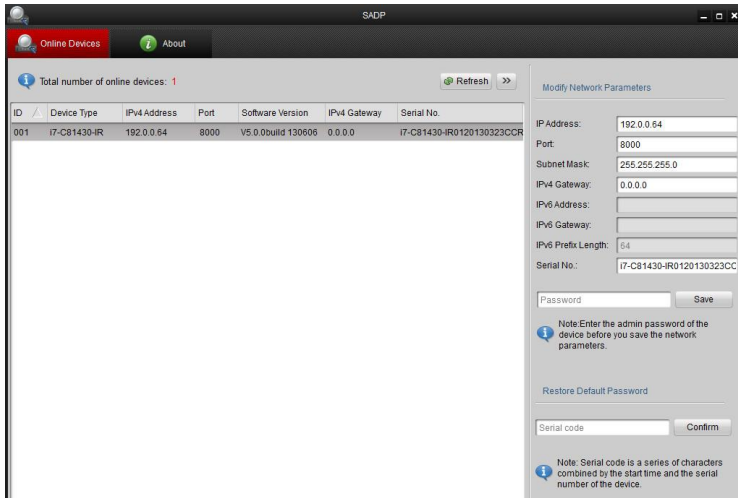 SADP
Online Devices
About
Total number of online devices: 1
Refresh
>>
ID Device Type IPv4 Address Port Software Version IPv4 Gateway Serial No.
001 i7-C81430-IR 192.0.0.64 8000 V5.0.0build 130606 0.0.0.0 i7-C81430-IR0120130323CCR
Modify Network Parameters
IP Address: 192.0.0.64
Port: 8000
Subnet Mask: 255.255.255.0
IPv4 Gateway: 0.0.0.0
IPv6 Address:
IPv6 Gateway:
IPv6 Prefix Length: 64
Serial No.: i7-C81430-IR0120130323CC
Password
Save
Note:Enter the admin password of the
device before you save the network
parameters.
Restore Default Password
Serial code
Confirm
Note: Serial code is a series of characters
combined by the start time and the serial
number of the device.